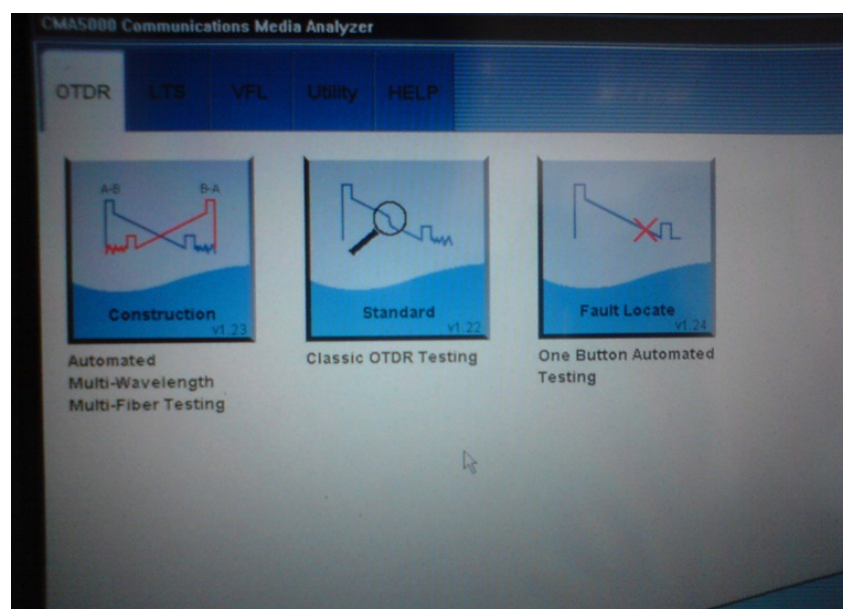 CMA5000 Communications Media Analyzer
OTDR LTS VFL Utility HELP
A-B B-A
Construction
v1.23
Standard
v1.22
Fault Locate
v1.24
Automated
Multi-Wavelength
Multi-Fiber Testing
Classic OTDR Testing
One Button Automated
Testing